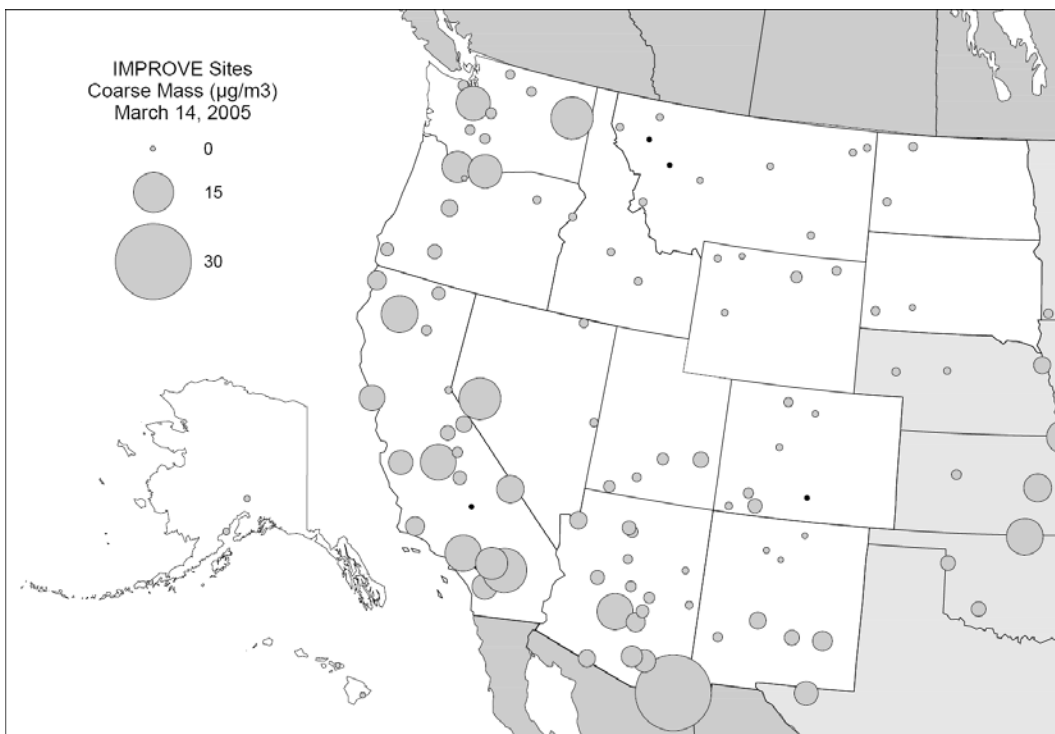 IMPROVE Sites
Coarse Mass (µg/m3)
March 14, 2005
0
15
30